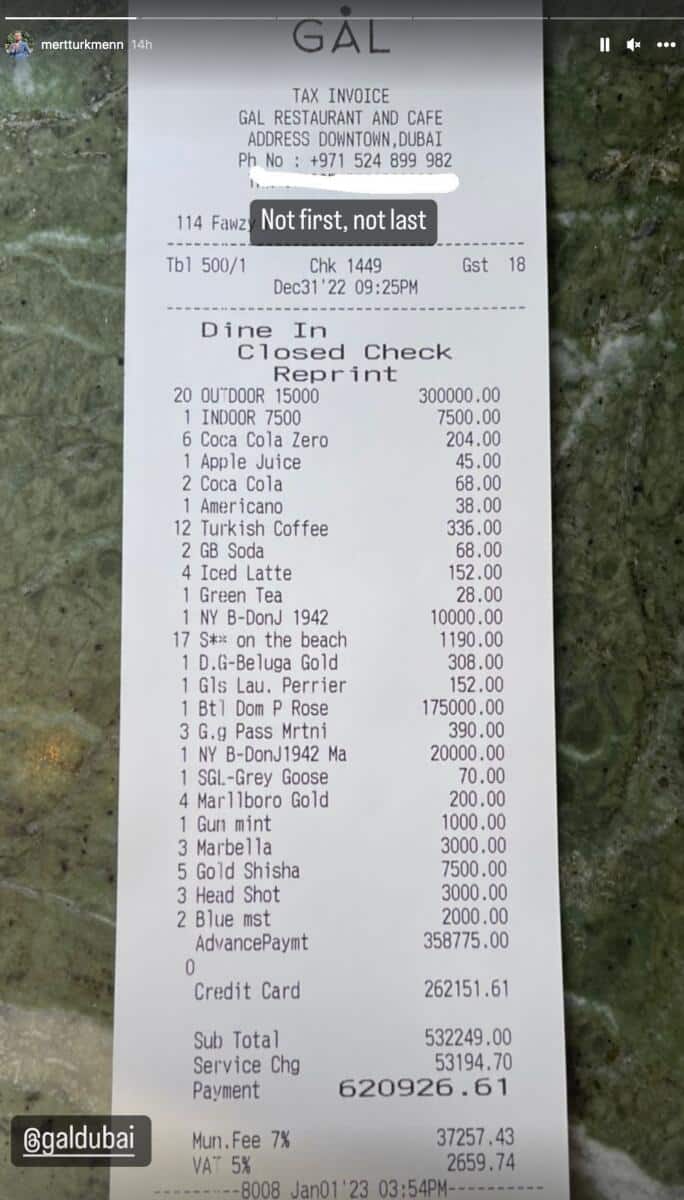 mertturkmenn 14h
GÅL
TAX INVOICE
GAL RESTAURANT AND CAFE
ADDRESS DOWNTOWN,DUBAI
Ph No : +971 524 899 982
114 Fawzy
Not first, not last
Tbl 500/1 Chk 1449 Gst 18
Dec31'22 09:25PM
Dine In
Closed Check
Reprint
20 OUTDOOR 15000 300000.00
1 INDOOR 7500 7500.00
6 Coca Cola Zero 204.00
1 Apple Juice 45.00
2 Coca Cola 68.00
1 Americano 38.00
12 Turkish Coffee 336.00
2 GB Soda 68.00
4 Iced Latte 152.00
1 Green Tea 28.00
1 NY B-DonJ 1942 10000.00
17 S** on the beach 1190.00
1 D.G-Beluga Gold 308.00
1 Gls Lau. Perrier 152.00
1 Btl Dom P Rose 175000.00
3 G.g Pass Mrtni 390.00
1 NY B-DonJ1942 Ma 20000.00
1 SGL-Grey Goose 70.00
4 Marllboro Gold 200.00
1 Gum mint 1000.00
3 Marbella 3000.00
5 Gold Shisha 7500.00
3 Head Shot 3000.00
2 Blue mst 2000.00
AdvancePaymt 358775.00
0
Credit Card 262151.61
Sub Total 532249.00
Service Chg 53194.70
Payment 620926.61
@galdubai
Mun.Fee 7% 37257.43
VAT 5% 2659.74
--------8008 Jan01'23 03:54PM---------